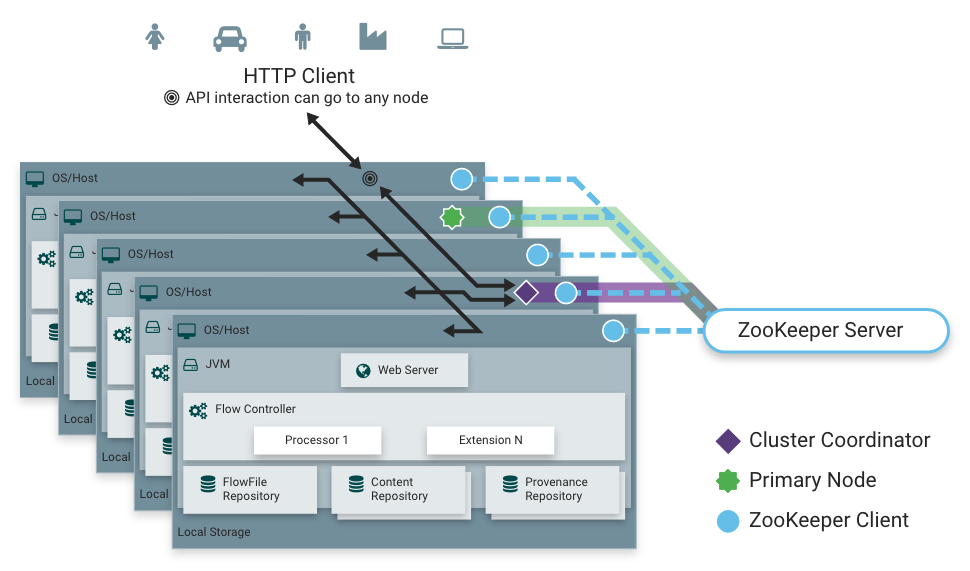 HTTP Client
API interaction can go to any node
OS/Host
OS/Host
OS/Host
OS/Host
OS/Host
ZooKeeper Server
JVM
Web Server
Flow Controller
Processor 1
Extension N
FlowFile
Repository
Content
Repository
Provenance
Repository
Local
Local
Local
Local
Local Storage
Cluster Coordinator
Primary Node
ZooKeeper Client